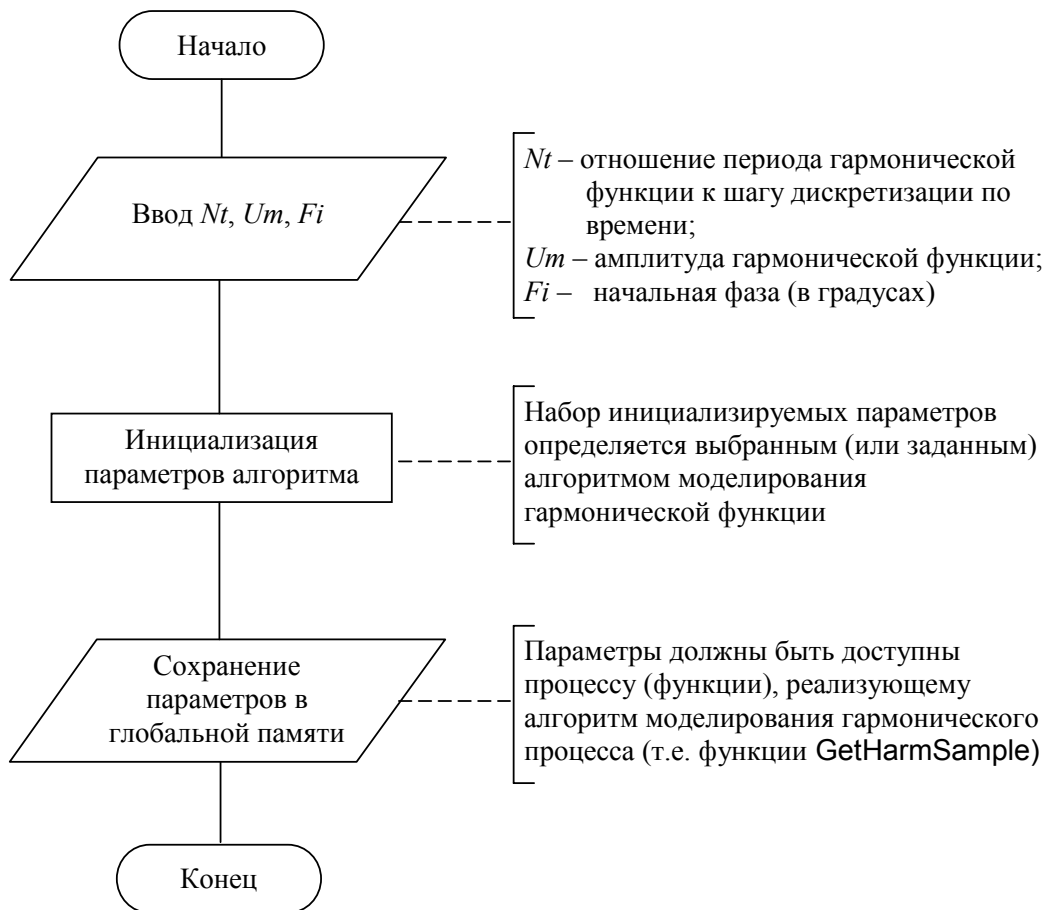 Начало
Ввод Nt, Um, Fi
Nt – отношение периода гармонической
функции к шагу дискретизации по
времени;
Um – амплитуда гармонической функции;
Fi – начальная фаза (в градусах)
Инициализация
параметров алгоритма
Набор инициализируемых параметров
определяется выбранным (или заданным)
алгоритмом моделирования
гармонической функции
Сохранение
параметров в
глобальной памяти
Параметры должны быть доступны
процессу (функции), реализующему
алгоритм моделирования гармонического
процесса (т.е. функции GetHarmSample)
Конец